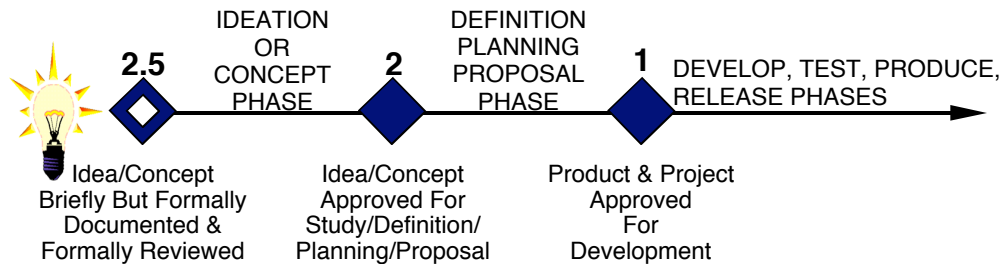 2.5
IDEATION
OR
CONCEPT
PHASE
2
DEFINITION
PLANNING
PROPOSAL
PHASE
1
DEVELOP, TEST, PRODUCE,
RELEASE PHASES
Idea/Concept
Briefly But Formally
Documented &
Formally Reviewed
Idea/Concept
Approved For
Study/Definition/
Planning/Proposal
Product & Project
Approved
For
Development